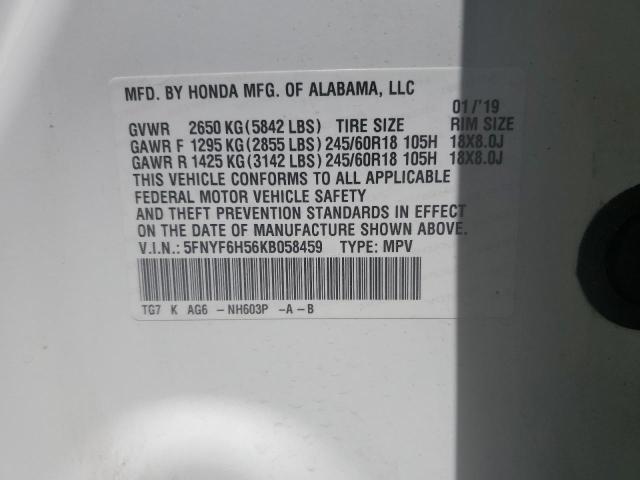 MFD. BY HONDA MFG. OF ALABAMA, LLC
01/'19
GVWR 2650 KG (5842 LBS) TIRE SIZE RIM SIZE
GAWR F 1295 KG (2855 LBS) 245/60R18 105H 18X8.0J
GAWR R 1425 KG (3142 LBS) 245/60R18 105H 18X8.0J
THIS VEHICLE CONFORMS TO ALL APPLICABLE
FEDERAL MOTOR VEHICLE SAFETY
AND THEFT PREVENTION STANDARDS IN EFFECT
ON THE DATE OF MANUFACTURE SHOWN ABOVE.
V.I.N.: 5FNYF6H56KB058459 TYPE: MPV
TG7 K AG6 -NH603P -A-B